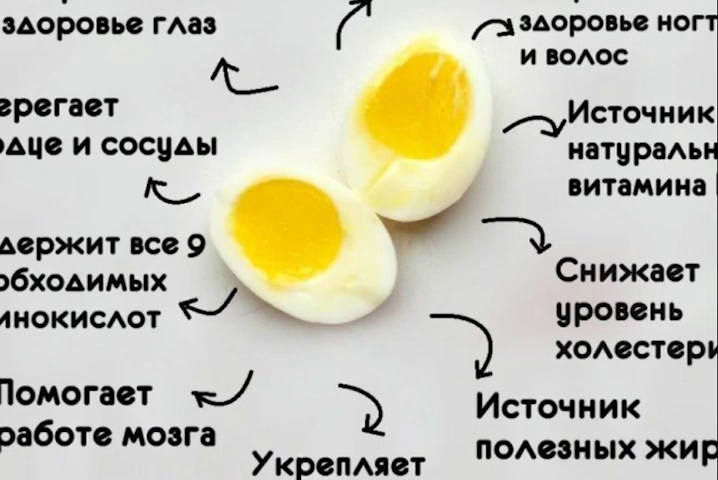 здоровье глаз
ерегает
дце и сосуды
держит все 9
обходимых
инокислот
Помогает
работе мозга
Укрепляет
здоровье ногт
и волос
Источник
натуральн
витамина
Снижает
уровень
холестери
Источник
полезных жир